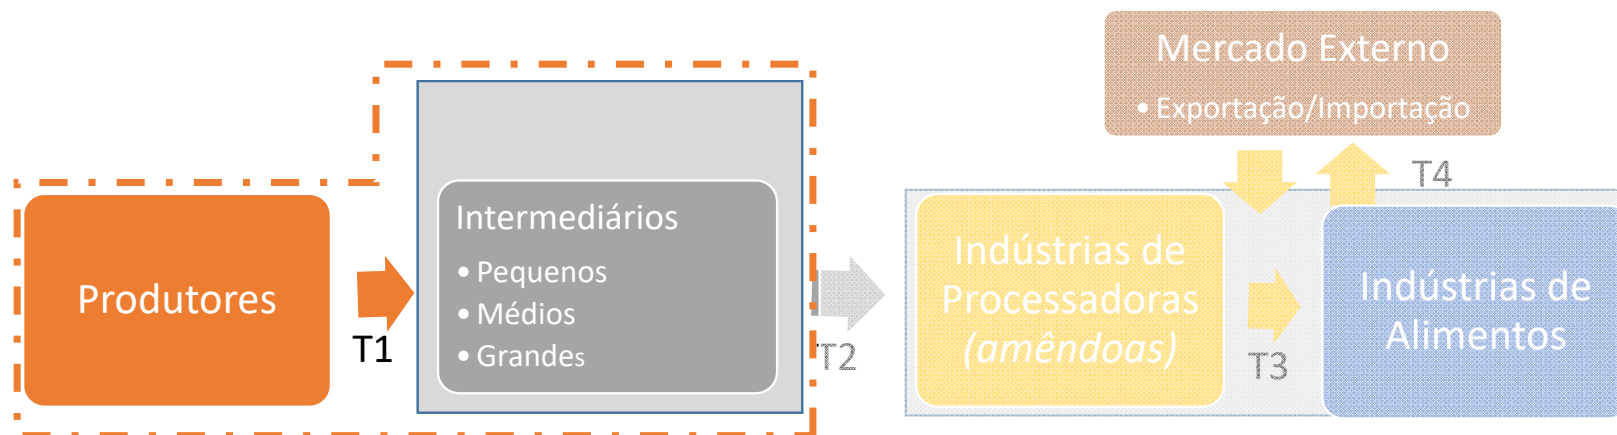 Mercado Externo
• Exportação/Importação
T4
Produtores
T1
Intermediários
• Pequenos
• Médios
• Grandes
T2
Indústrias de
Processadoras
(amêndoas)
T3
Indústrias de
Alimentos